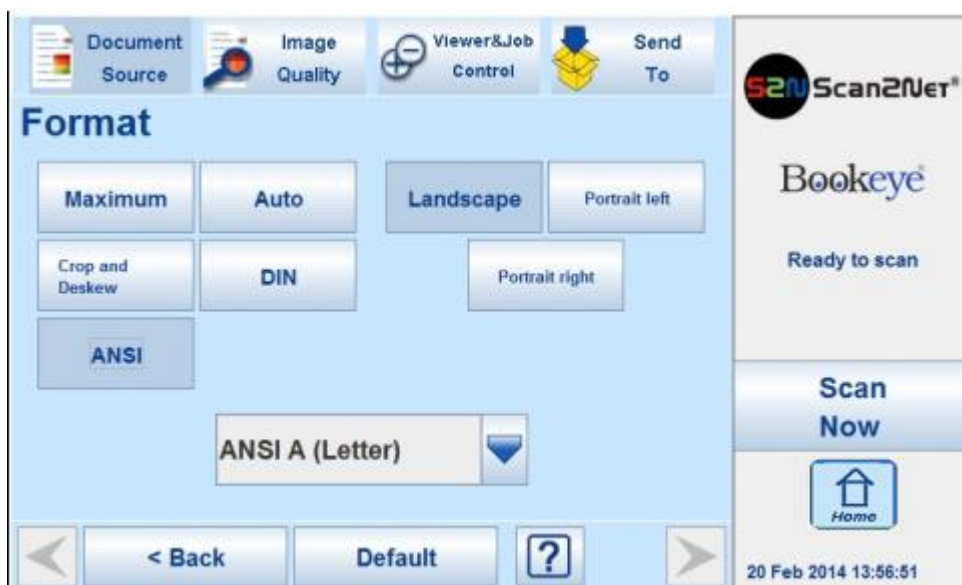 Document
Source
Image
Quality
Viewer&Job
Control
Send
To
Format
Maximum
Auto
Landscape
Portrait left
Crop and
Deskew
DIN
Portrait right
ANSI
ANSI A (Letter)
< Back
Default
?
S2N Scan2Net®
Bookeye
Ready to scan
Scan
Now
Home
20 Feb 2014 13:56:51